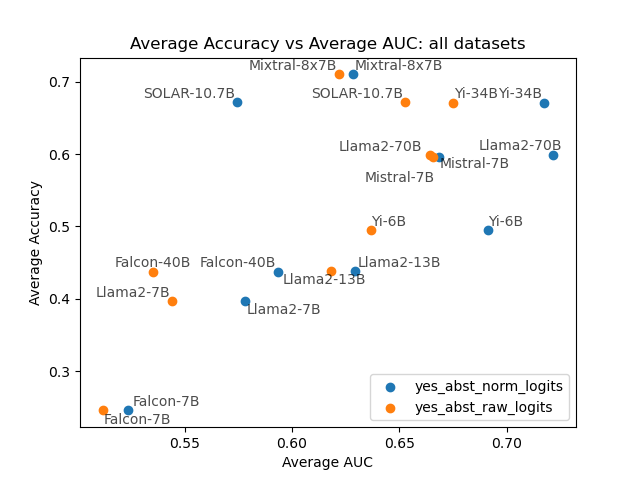 Average Accuracy vs Average AUC: all datasets
Mixtral-8x7B
Mixtral-8x7B
SOLAR-10.7B
SOLAR-10.7B
Yi-34B
Yi-34B
Llama2-70B
Llama2-70B
Mistral-7B
Mistral-7B
Yi-6B
Yi-6B
Falcon-40B
Falcon-40B
Llama2-13B
Llama2-13B
Llama2-7B
Llama2-7B
Falcon-7B
Falcon-7B
0.7
0.6
0.5
0.4
0.3
Average Accuracy
yes_abst_norm_logits
yes_abst_raw_logits
0.55
0.60
0.65
0.70
Average AUC